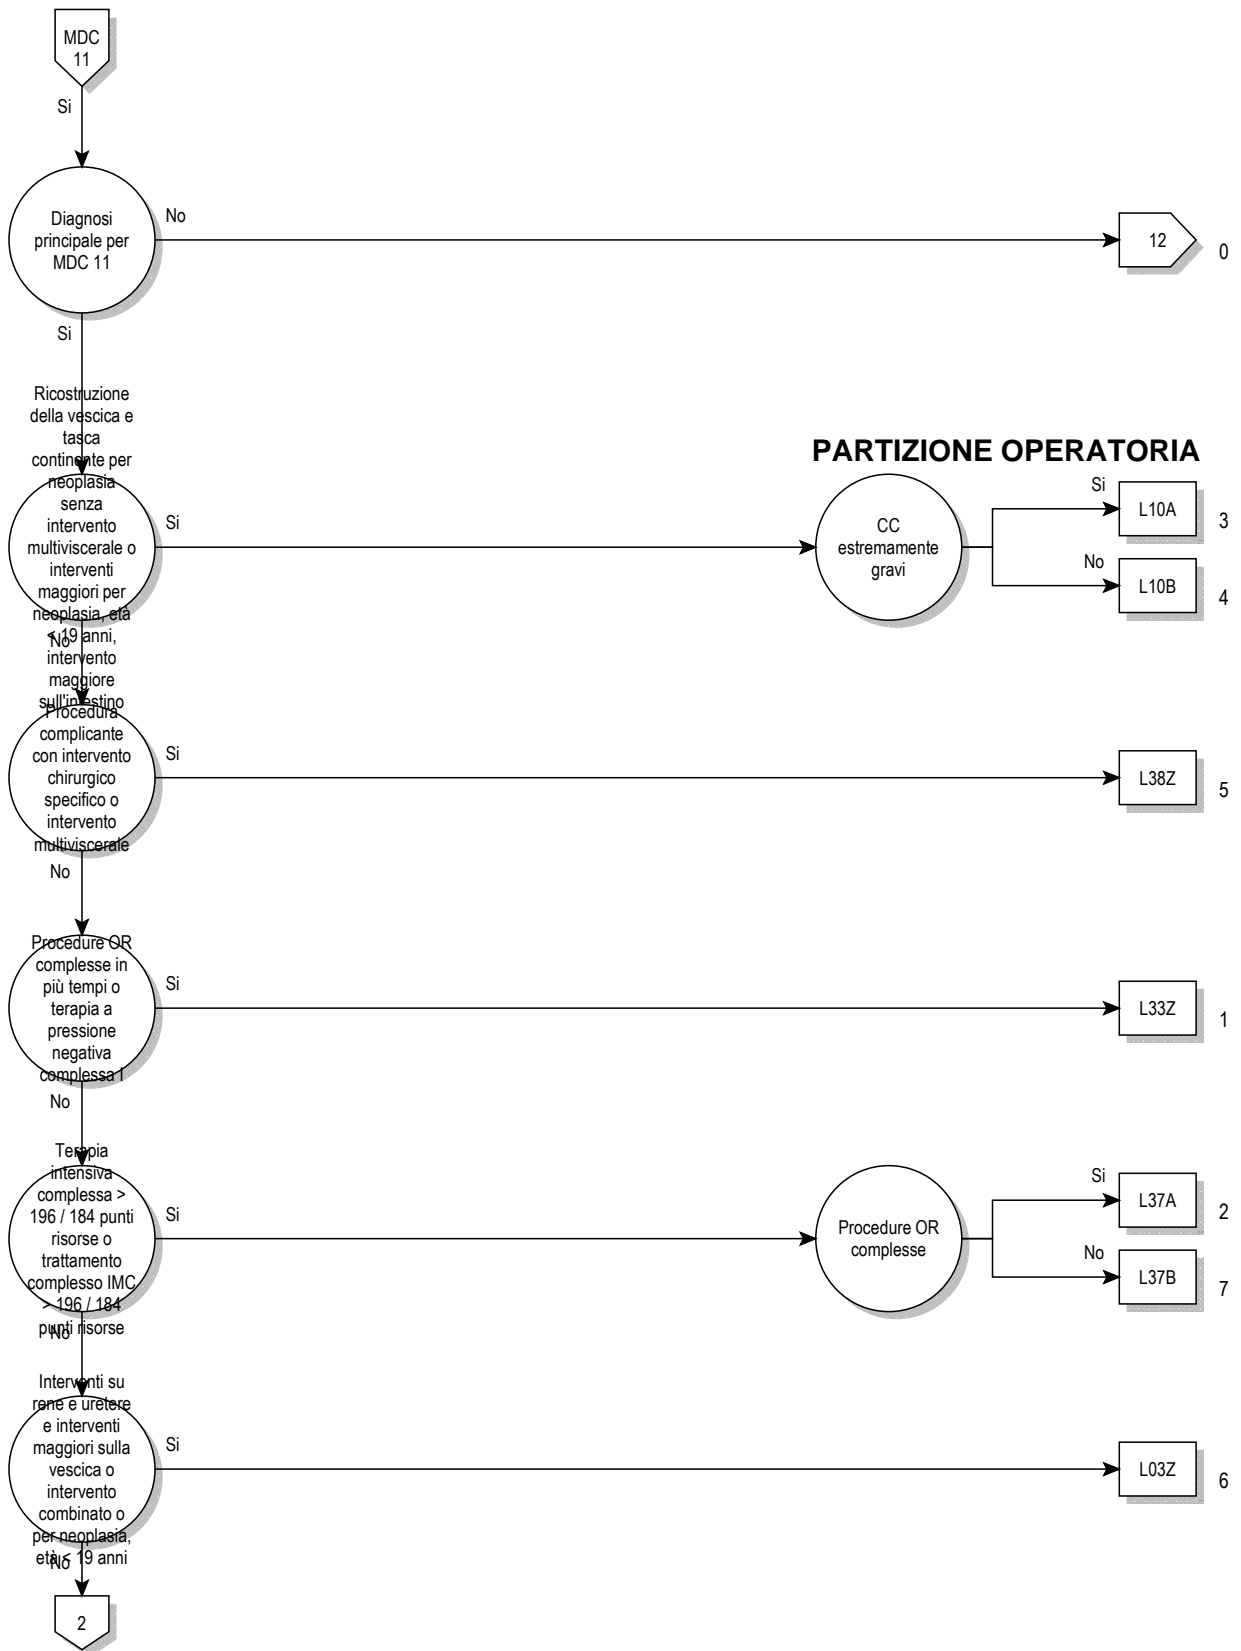 MDC
11
Si
Diagnosi
principale per
MDC 11
No
12
0
Si
Ricostruzione
della vescica e
tasca
continente per
neoplasia
senza
intervento
multiviscerale o
interventi
maggiori per
neoplasia, età
< 19 anni,
intervento
maggiore
sull'intestino
Si
PARTIZIONE OPERATORIA
CC
estremamente
gravi
Si
L10A
3
No
L10B
4
No
Procedura
complicante
con intervento
chirurgico
specifico o
intervento
multiviscerale
Si
L38Z
5
No
Procedure OR
complesse in
più tempi o
terapia a
pressione
negativa
complessa I
Si
L33Z
1
No
Terapia
intensiva
complessa >
196 / 184 punti
risorse o
trattamento
complesso IMC
> 196 / 184
punti risorse
Si
Procedure OR
complesse
Si
L37A
2
No
L37B
7
No
Interventi su
rene e uretere
e interventi
maggiori sulla
vescica o
intervento
combinato o
per neoplasia,
età < 19 anni
Si
L03Z
6
No
2